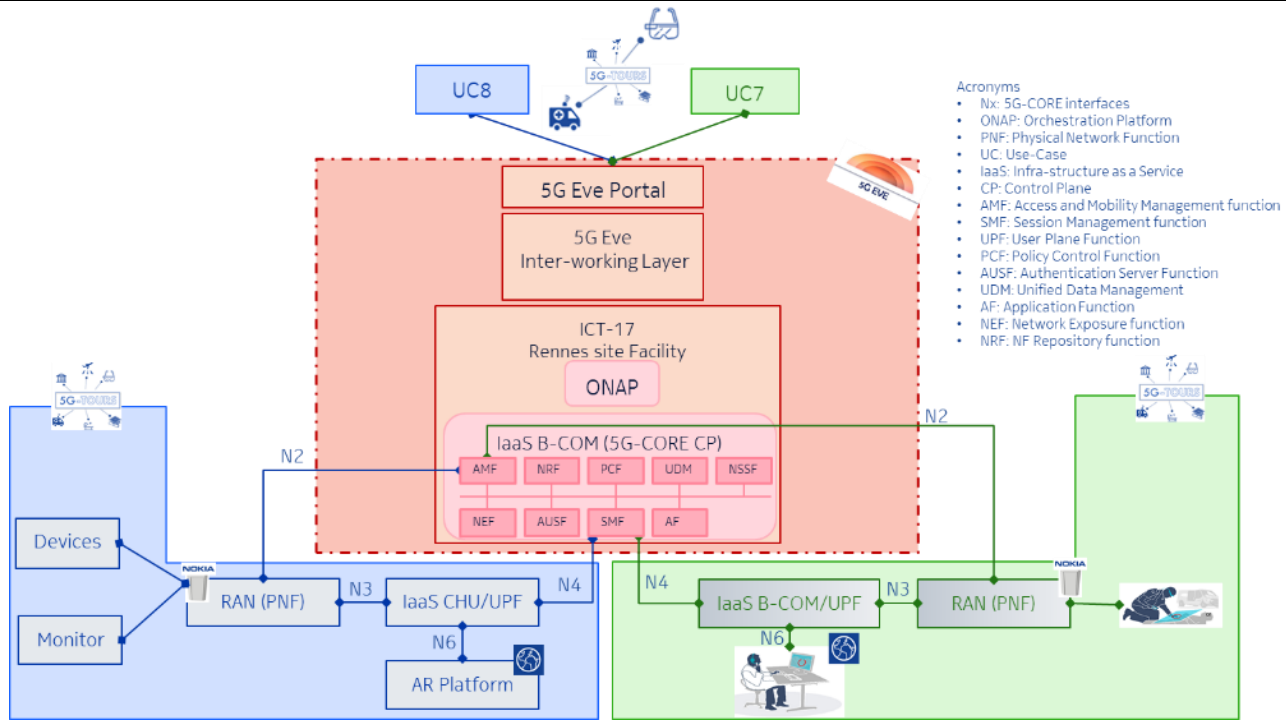 UC8
5G-TOURS
UC7
5G Eve Portal
5G EVE
5G Eve
Inter-working Layer
ICT-17
Rennes site Facility
ONAP
IaaS B-COM (5G-CORE CP)
AMF
NRF
PCF
UDM
NSSF
NEF
AUSF
SMF
AF
Acronyms
• Nx: 5G-CORE interfaces
• ONAP: Orchestration Platform
• PNF: Physical Network Function
• UC: Use-Case
• IaaS: Infra-structure as a Service
• CP: Control Plane
• AMF: Access and Mobility Management function
• SMF: Session Management function
• UPF: User Plane Function
• PCF: Policy Control Function
• AUSF: Authentication Server Function
• UDM: Unified Data Management
• AF: Application Function
• NEF: Network Exposure function
• NRF: NF Repository function
5G-TOURS
N2
Devices
Monitor
NOKIA
RAN (PNF)
N3
IaaS CHU/UPF
N4
N6
AR Platform
5G-TOURS
N2
N4
IaaS B-COM/UPF
N3
NOKIA
RAN (PNF)
N6